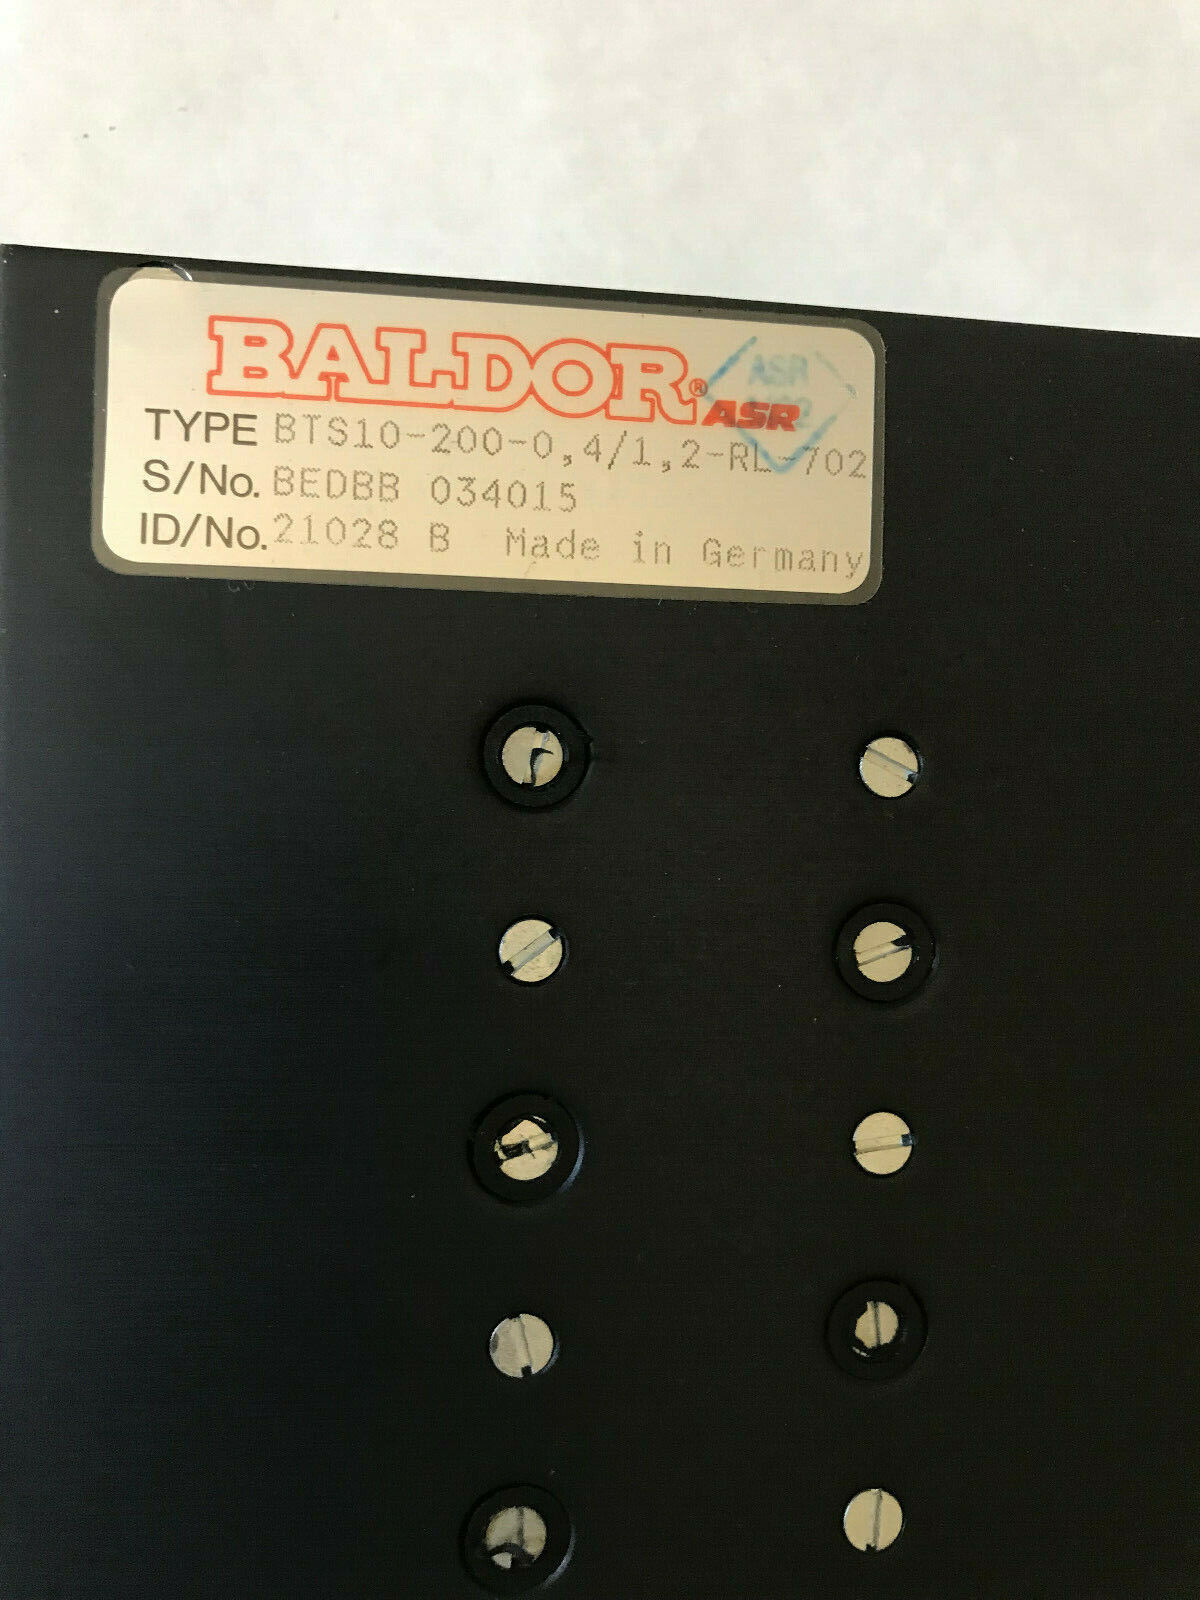 BALDOR® ASR
ASR
TYPE BTS10-200-0,4/1,2-RL-702
S/No. BEDBB 034015
ID/No. 21028 B Made in Germany